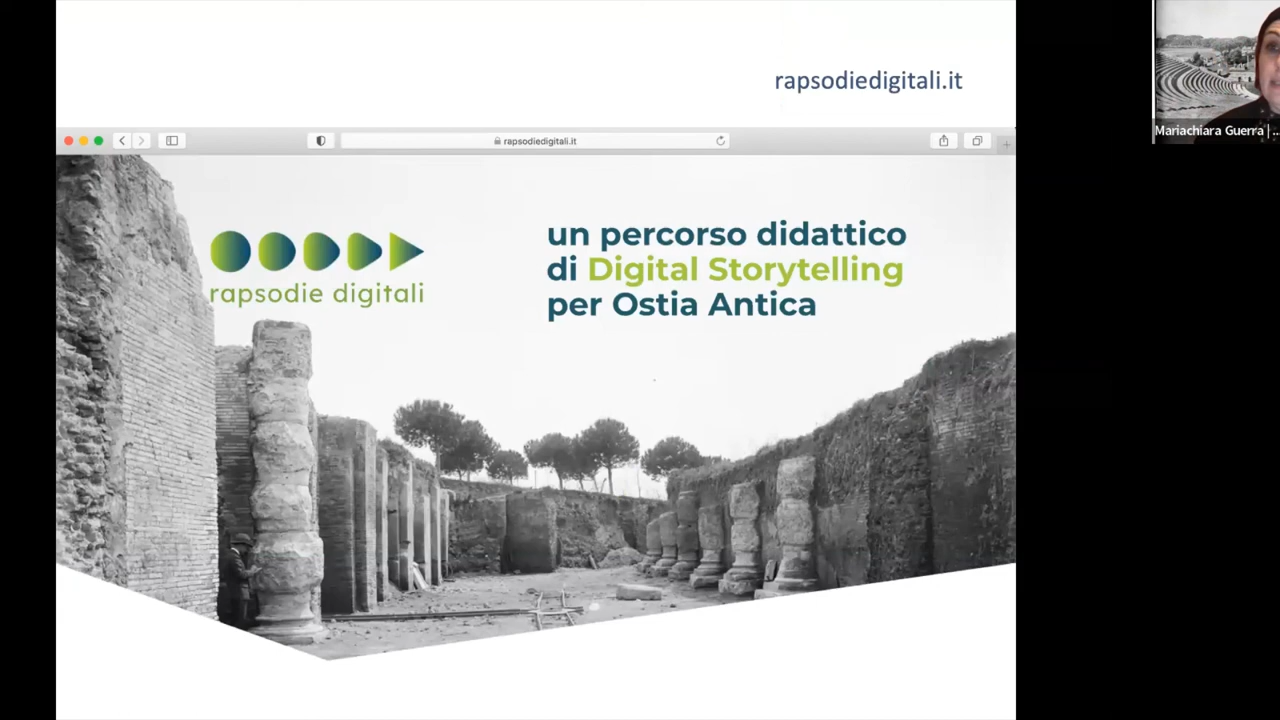 rapsodiedigitali.it
rapsodiedigitali.it
rapsodie digitali
un percorso didattico
di Digital Storytelling
per Ostia Antica
Mariachiara Guerra | ...